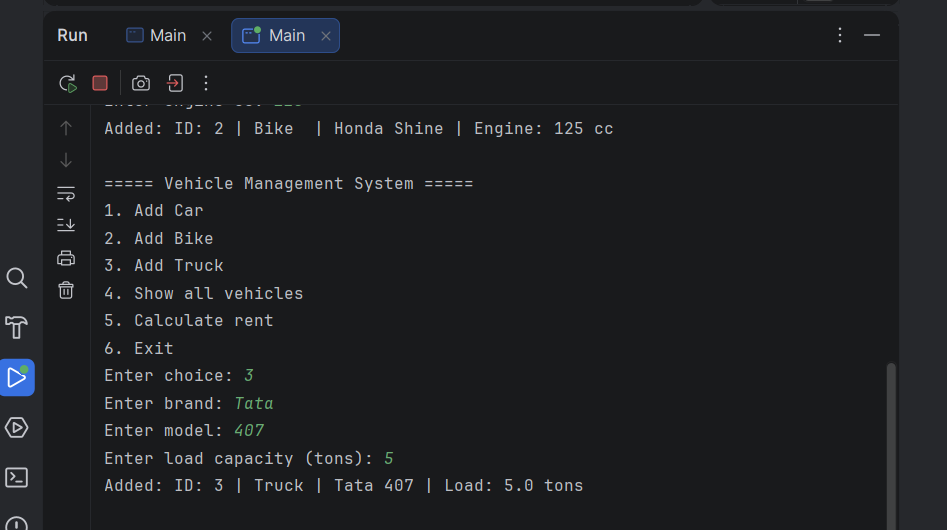 Run Main Main
Added: ID: 2 | Bike  | Honda Shine | Engine: 125 cc
===== Vehicle Management System =====
1. Add Car
2. Add Bike
3. Add Truck
4. Show all vehicles
5. Calculate rent
6. Exit
Enter choice: 3
Enter brand: Tata
Enter model: 407
Enter load capacity (tons): 5
Added: ID: 3 | Truck | Tata 407 | Load: 5.0 tons